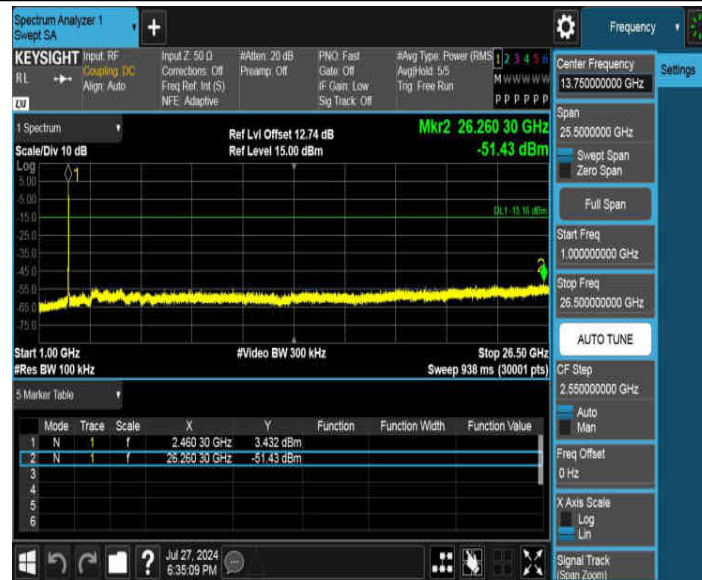 Spectrum Analyzer 1
Swept SA
+
Frequency
KEYSIGHT
RL
LXI
Input: RF
Coupling: DC
Align: Auto
Input Z: 50 Ω
Corrections: Off
Freq Ref: Int (S)
NFE: Adaptive
#Atten: 20 dB
Preamp: Off
PNO: Fast
Gate: Off
IF Gain: Low
Sig Track: Off
#Avg Type: Power (RMS
Avg|Hold: 5/5
Trig: Free Run
1 2 3 4 5 6
M W W W W W
P P P P P P
Center Frequency
13.750000000 GHz
Settings
Span
25.5000000 GHz
Swept Span
Zero Span
Full Span
Start Freq
1.000000000 GHz
Stop Freq
26.500000000 GHz
AUTO TUNE
CF Step
2.550000000 GHz
Auto
Man
Freq Offset
0 Hz
X Axis Scale
Log
Lin
Signal Track
(Span Zoom)
1 Spectrum
Scale/Div 10 dB
Ref Lvl Offset 12.74 dB
Ref Level 15.00 dBm
Mkr2 26.260 30 GHz
-51.43 dBm
Log
5.00
-5.00
-15.0
-25.0
-35.0
-45.0
-55.0
-65.0
-75.0
1
2
Start 1.00 GHz
#Res BW 100 kHz
#Video BW 300 kHz
Stop 26.50 GHz
Sweep 938 ms (30001 pts)
5 Marker Table
Mode Trace Scale X Y Function Function Width Function Value
1 N 1 f 2.460 30 GHz 3.432 dBm
2 N 1 f 26.260 30 GHz -51.43 dBm
3
4
5
6
?
Jul 27, 2024
6:35:09 PM